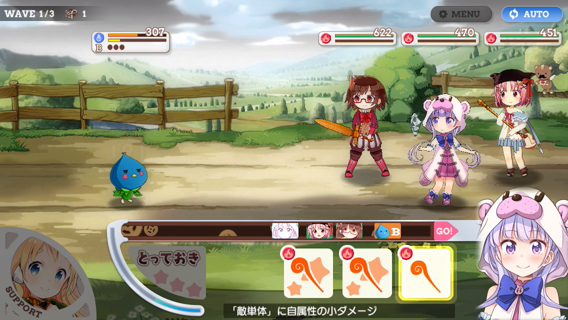 WAVE 1/3 1
MENU
AUTO
307
B
622
470
451
B
GO!
とっておき
SUPPORT
「敵単体」に自属性の小ダメージ